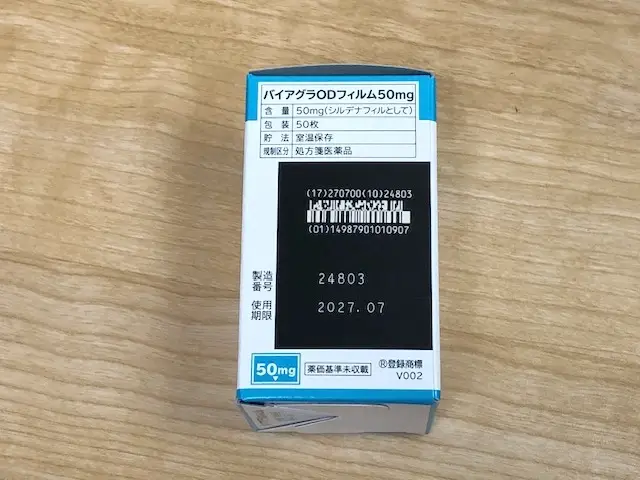 バイアグラODフィルム50mg
含 量 50mg(シルデナフィルとして)
包 装 50枚
貯 法 室温保存
規制区分 処方箋医薬品
(17)270700(10)24803
(01)14987901010907
製造番号 24803
使用期限 2027.07
50mg
薬価基準未収載
®登録商標
V002